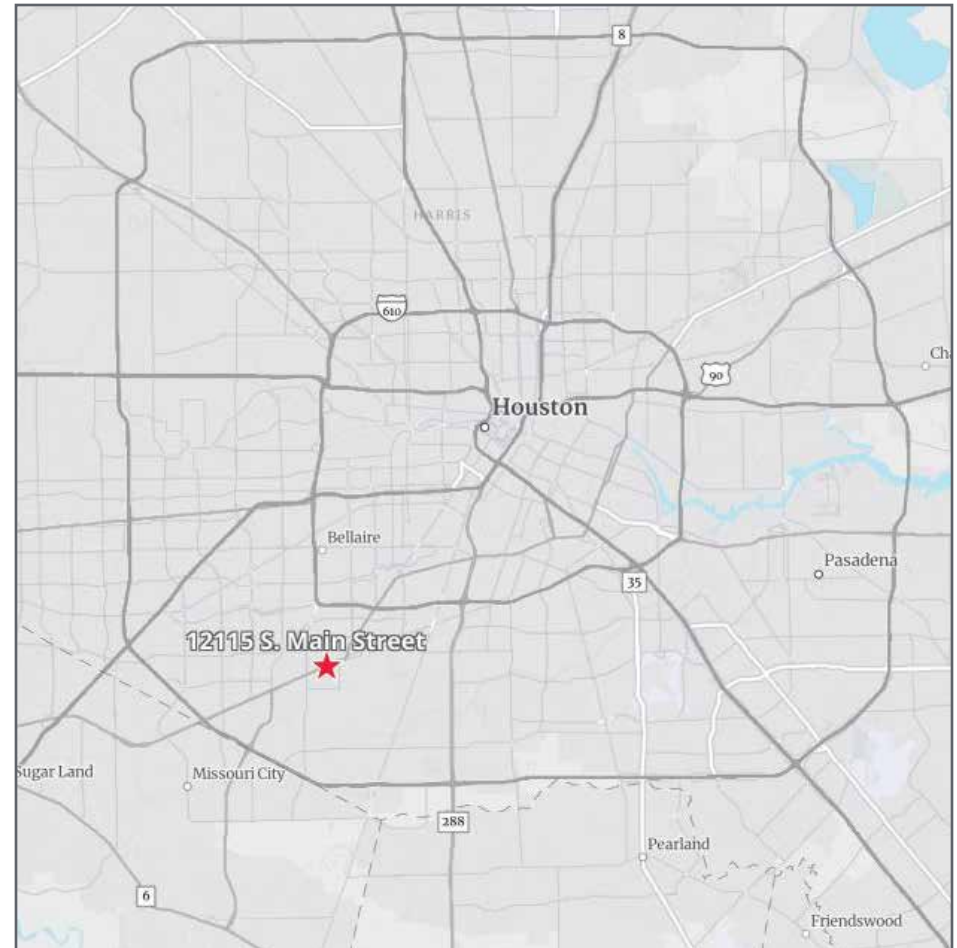 8
HARRIS
610
Ch
90
Houston
Bellaire
Pasadena
35
12115 S. Main Street
Sugar Land
Missouri City
288
Pearland
6
Friendswood